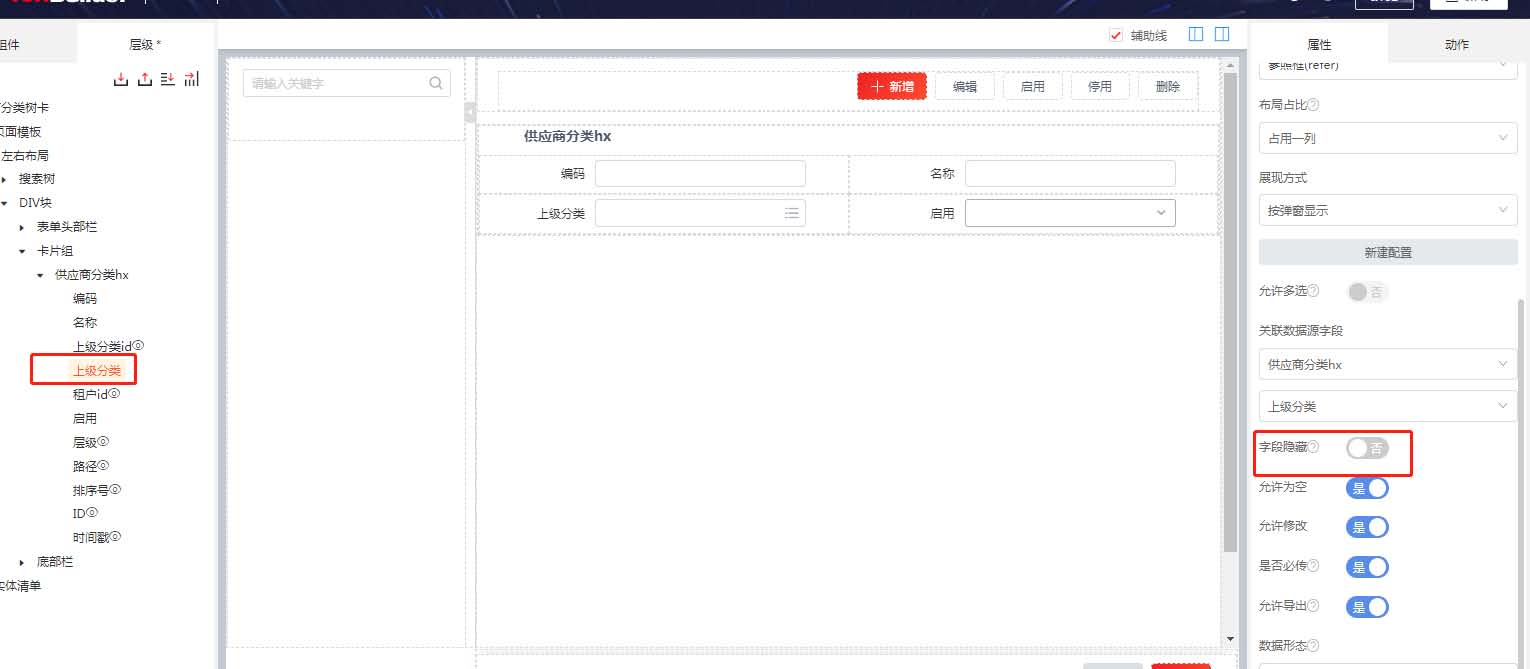 组件
层级 *
分类树卡
页面模板
左右布局
搜索树
DIV块
表单头部栏
卡片组
供应商分类hx
编码
名称
上级分类id
上级分类
租户id
启用
层级
路径
排序号
ID
时间戳
底部栏
实体清单
辅助线
请输入关键字
新增
编辑
启用
停用
删除
供应商分类hx
编码
名称
上级分类
启用
属性
动作
参照框(refer)
布局占比
占用一列
展现方式
按弹窗显示
新建配置
允许多选
否
关联数据源字段
供应商分类hx
上级分类
字段隐藏
否
允许为空
是
允许修改
是
是否必传
是
允许导出
是
数据形态